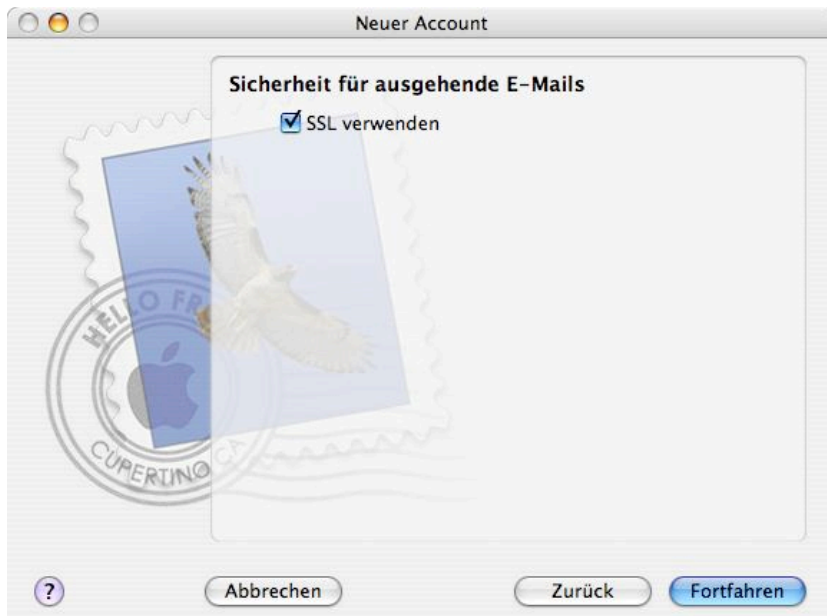 Neuer Account
Sicherheit für ausgehende E-Mails
SSL verwenden
HELLO FR
CUPERTINO CA
?
Abbrechen
Zurück
Fortfahren